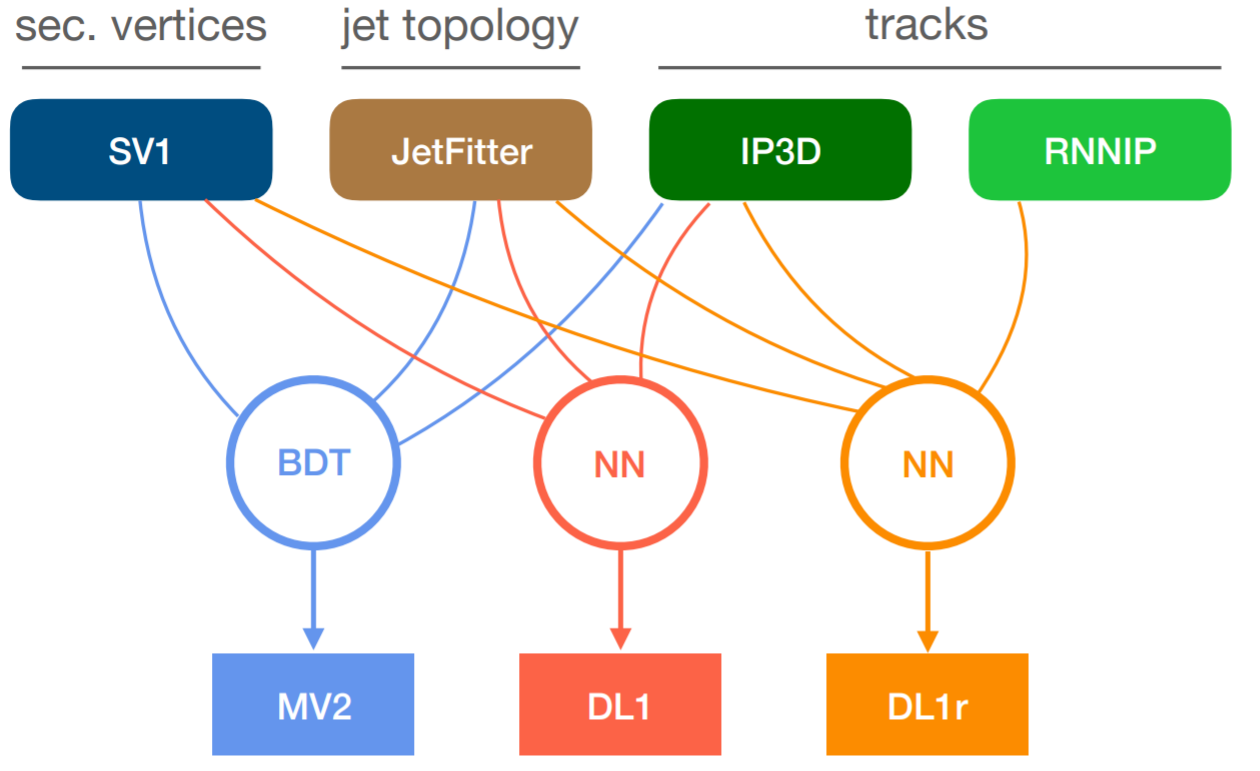 sec. vertices
jet topology
tracks
SV1
JetFitter
IP3D
RNNIP
BDT
NN
NN
MV2
DL1
DL1r